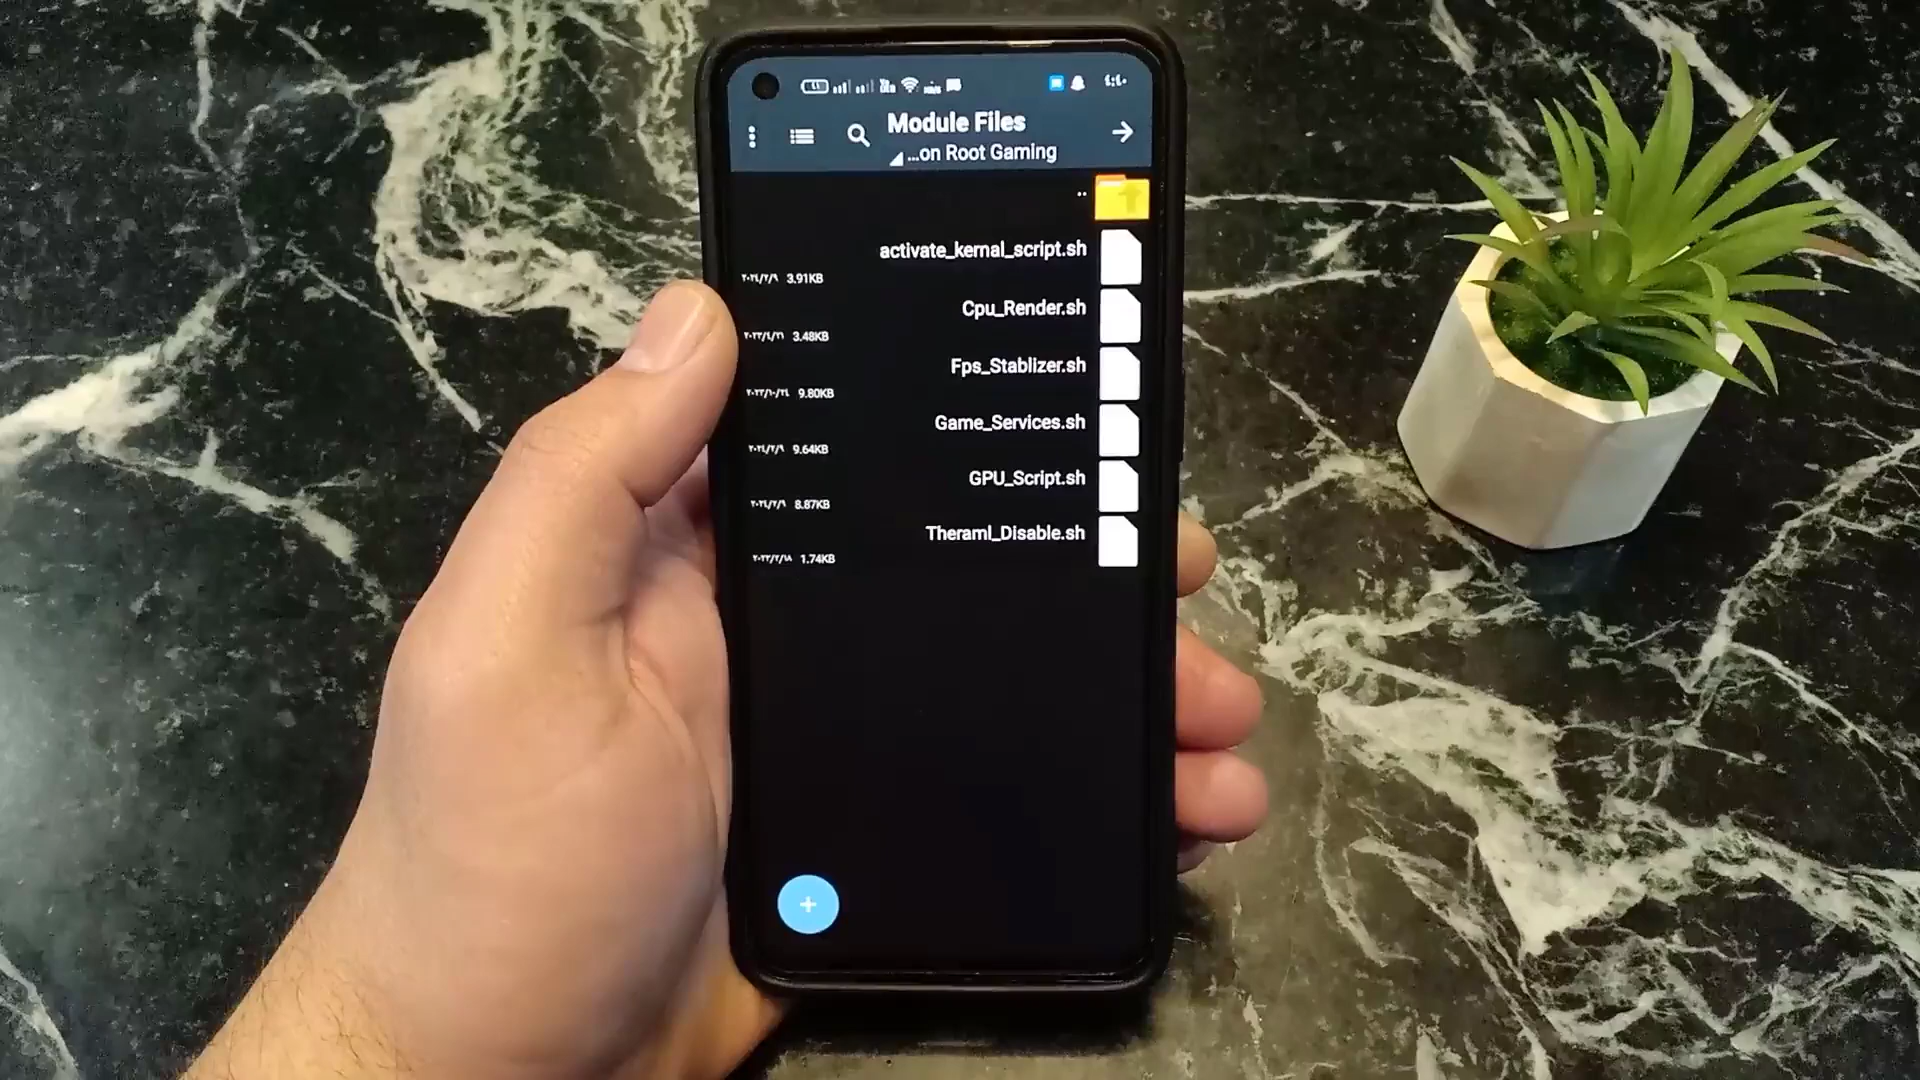 Module Files
...on Root Gaming
..
activate_kernal_script.sh
3.91KB
Cpu_Render.sh
3.48KB
Fps_Stablizer.sh
9.80KB
Game_Services.sh
9.64KB
GPU_Script.sh
8.87KB
Theraml_Disable.sh
1.74KB